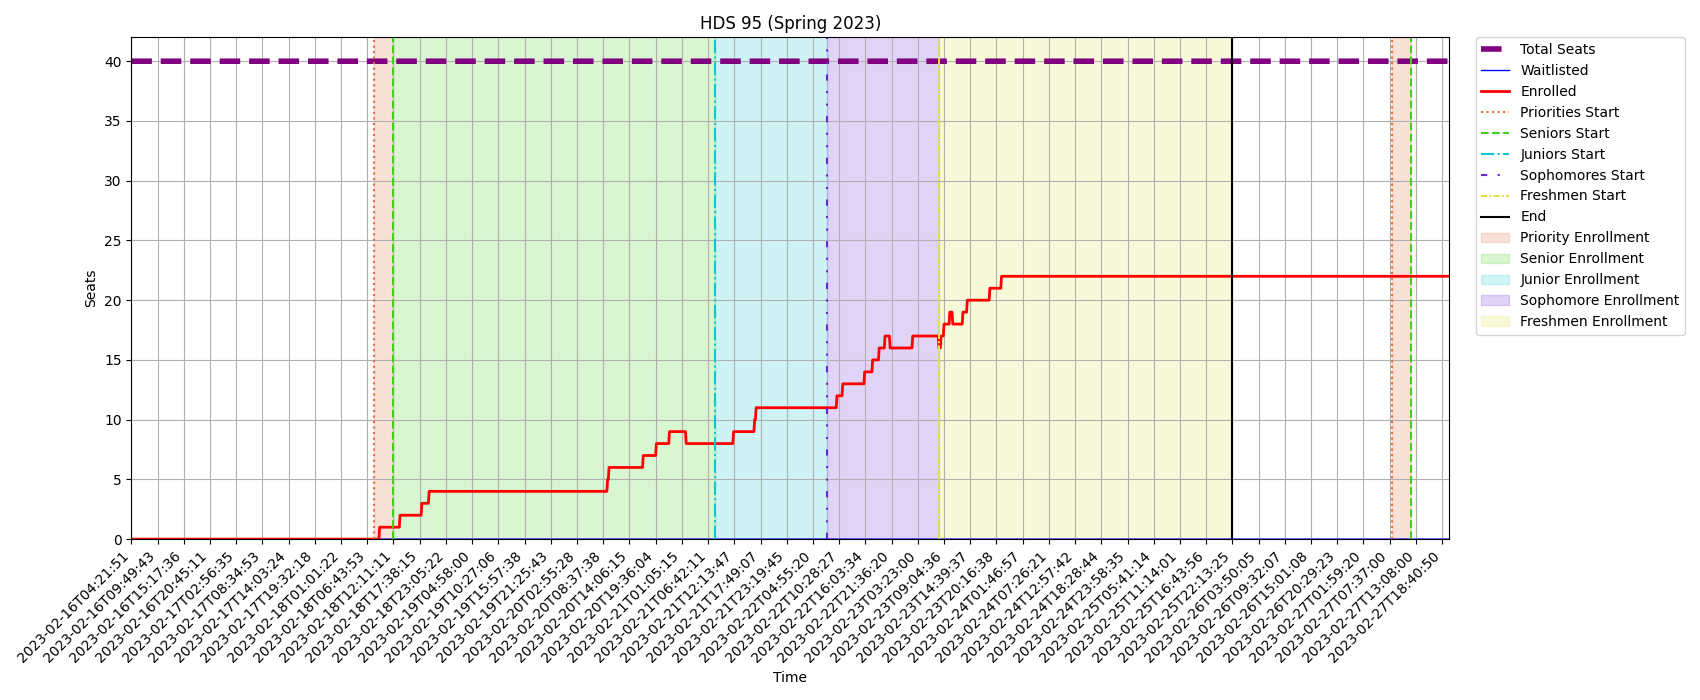 HDS 95 (Spring 2023)
Seats
40
35
30
25
20
15
10
5
0
2023-02-16T04:21:51
2023-02-16T09:49:43
2023-02-16T15:17:36
2023-02-16T20:45:11
2023-02-17T02:56:35
2023-02-17T08:34:53
2023-02-17T14:03:24
2023-02-17T19:32:18
2023-02-18T01:01:22
2023-02-18T06:43:53
2023-02-18T12:11:11
2023-02-18T17:38:15
2023-02-18T23:05:22
2023-02-19T04:58:00
2023-02-19T10:27:06
2023-02-19T15:57:38
2023-02-19T21:25:43
2023-02-20T02:55:28
2023-02-20T08:37:38
2023-02-20T14:06:15
2023-02-20T19:36:04
2023-02-21T01:05:15
2023-02-21T06:42:11
2023-02-21T12:13:47
2023-02-21T17:49:07
2023-02-21T23:19:45
2023-02-22T04:55:20
2023-02-22T10:28:27
2023-02-22T16:03:34
2023-02-22T21:36:20
2023-02-23T03:23:00
2023-02-23T09:04:36
2023-02-23T14:39:37
2023-02-23T20:16:38
2023-02-24T01:46:57
2023-02-24T07:26:21
2023-02-24T12:57:42
2023-02-24T18:28:44
2023-02-24T23:58:35
2023-02-25T05:41:14
2023-02-25T11:14:01
2023-02-25T16:43:56
2023-02-25T22:13:25
2023-02-26T03:50:05
2023-02-26T09:32:07
2023-02-26T15:01:08
2023-02-26T20:29:23
2023-02-27T01:59:20
2023-02-27T07:37:00
2023-02-27T13:08:00
2023-02-27T18:40:50
Time
Total Seats
Waitlisted
Enrolled
Priorities Start
Seniors Start
Juniors Start
Sophomores Start
Freshmen Start
End
Priority Enrollment
Senior Enrollment
Junior Enrollment
Sophomore Enrollment
Freshmen Enrollment